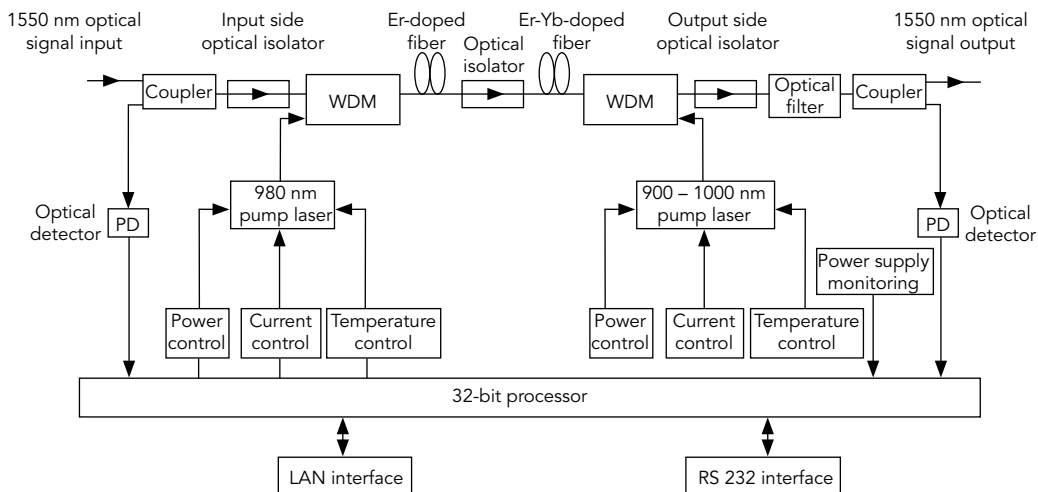 1550 nm optical
signal input
Input side
optical isolator
Er-doped
fiber
Optical
isolator
Er-Yb-doped
fiber
Output side
optical isolator
1550 nm optical
signal output
Coupler
WDM
WDM
Optical
filter
Coupler
980 nm
pump laser
900 – 1000 nm
pump laser
Optical
detector
PD
PD
Optical
detector
Power supply
monitoring
Power
control
Current
control
Temperature
control
Power
control
Current
control
Temperature
control
32-bit processor
LAN interface
RS 232 interface